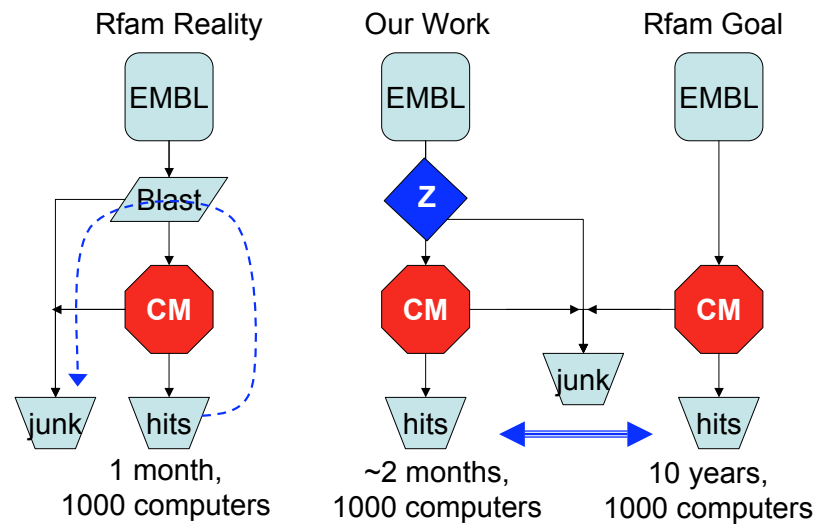 Rfam Reality
Our Work
Rfam Goal
EMBL
EMBL
EMBL
Blast
Z
CM
CM
CM
junk
hits
hits
junk
hits
1 month,
1000 computers
~2 months,
1000 computers
10 years,
1000 computers